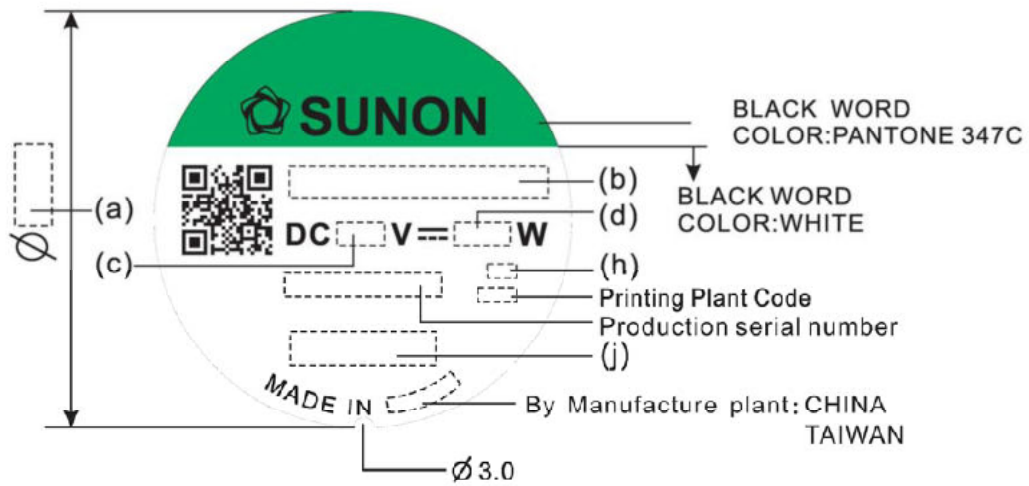 SUNON
BLACK WORD
COLOR:PANTONE 347C
BLACK WORD
COLOR:WHITE
(a)
Ø
(b)
(d)
DC V W
(c)
(h)
Printing Plant Code
Production serial number
(j)
MADE IN
By Manufacture plant: CHINA
TAIWAN
Ø 3.0